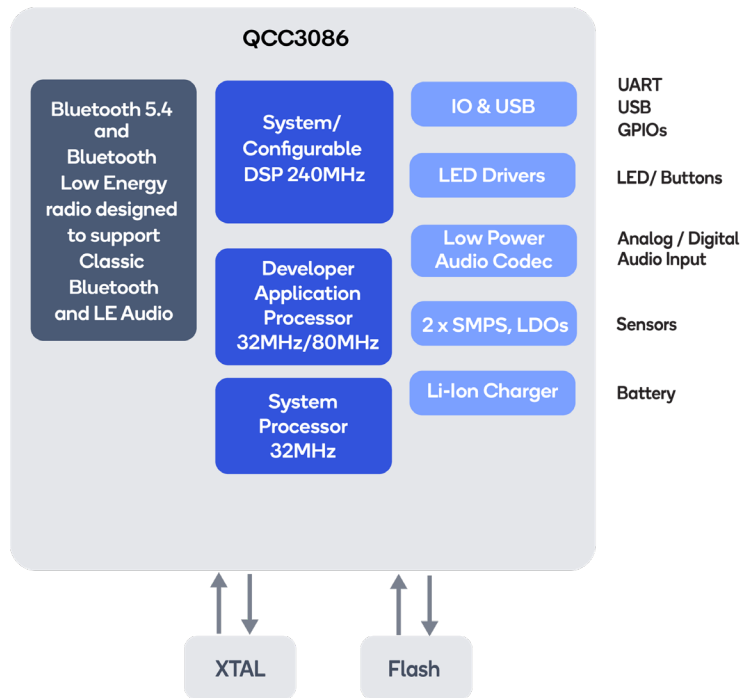 QCC3086
Bluetooth 5.4
and
Bluetooth
Low Energy
radio designed
to support
Classic
Bluetooth
and LE Audio
System/
Configurable
DSP 240MHz
Developer
Application
Processor
32MHz/80MHz
System
Processor
32MHz
IO & USB
LED Drivers
Low Power
Audio Codec
2 x SMPS, LDOs
Li-Ion Charger
UART
USB
GPIOs
LED/ Buttons
Analog / Digital
Audio Input
Sensors
Battery
XTAL
Flash